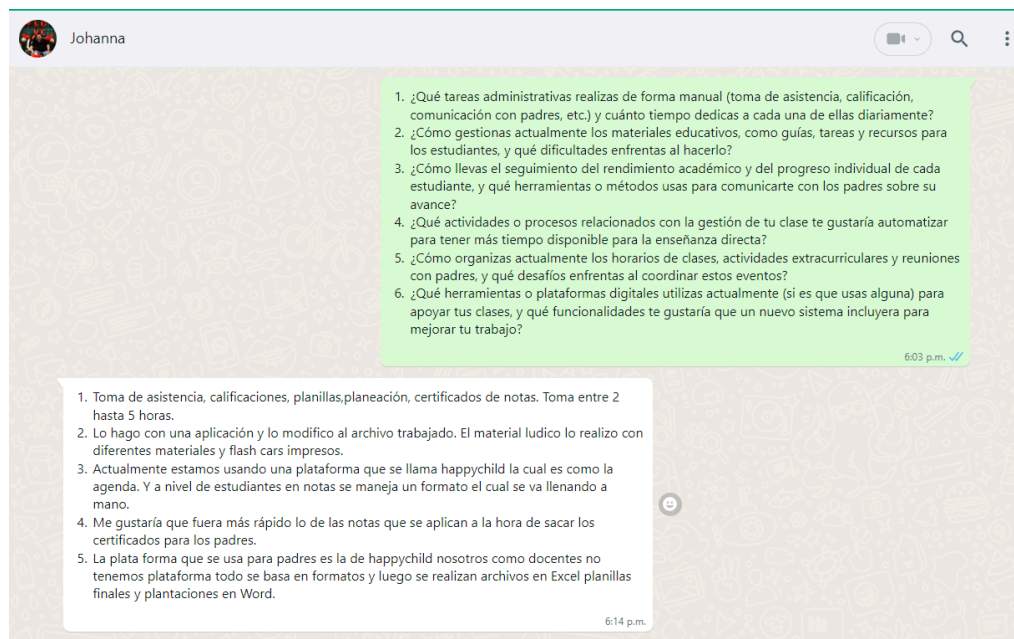 Johanna
1. ¿Qué tareas administrativas realizas de forma manual (toma de asistencia, calificación,
comunicación con padres, etc.) y cuánto tiempo dedicas a cada una de ellas diariamente?
2. ¿Cómo gestionas actualmente los materiales educativos, como guías, tareas y recursos para
los estudiantes, y qué dificultades enfrentas al hacerlo?
3. ¿Cómo llevas el seguimiento del rendimiento académico y del progreso individual de cada
estudiante, y qué herramientas o métodos usas para comunicarte con los padres sobre su
avance?
4. ¿Qué actividades o procesos relacionados con la gestión de tu clase te gustaría automatizar
para tener más tiempo disponible para la enseñanza directa?
5. ¿Cómo organizas actualmente los horarios de clases, actividades extracurriculares y reuniones
con padres, y qué desafíos enfrentas al coordinar estos eventos?
6. ¿Qué herramientas o plataformas digitales utilizas actualmente (si es que usas alguna) para
apoyar tus clases, y qué funcionalidades te gustaría que un nuevo sistema incluyera para
mejorar tu trabajo?
6:03 p.m.
1. Toma de asistencia, calificaciones, planillas,planeación, certificados de notas. Toma entre 2
hasta 5 horas.
2. Lo hago con una aplicación y lo modifico al archivo trabajado. El material ludico lo realizo con
diferentes materiales y flash cars impresos.
3. Actualmente estamos usando una plataforma que se llama happychild la cual es como la
agenda. Y a nivel de estudiantes en notas se maneja un formato el cual se va llenando a
mano.
4. Me gustaría que fuera más rápido lo de las notas que se aplican a la hora de sacar los
certificados para los padres.
5. La plata forma que se usa para padres es la de happychild nosotros como docentes no
tenemos plataforma todo se basa en formatos y luego se realizan archivos en Excel planillas
finales y plantaciones en Word.
6:14 p.m.